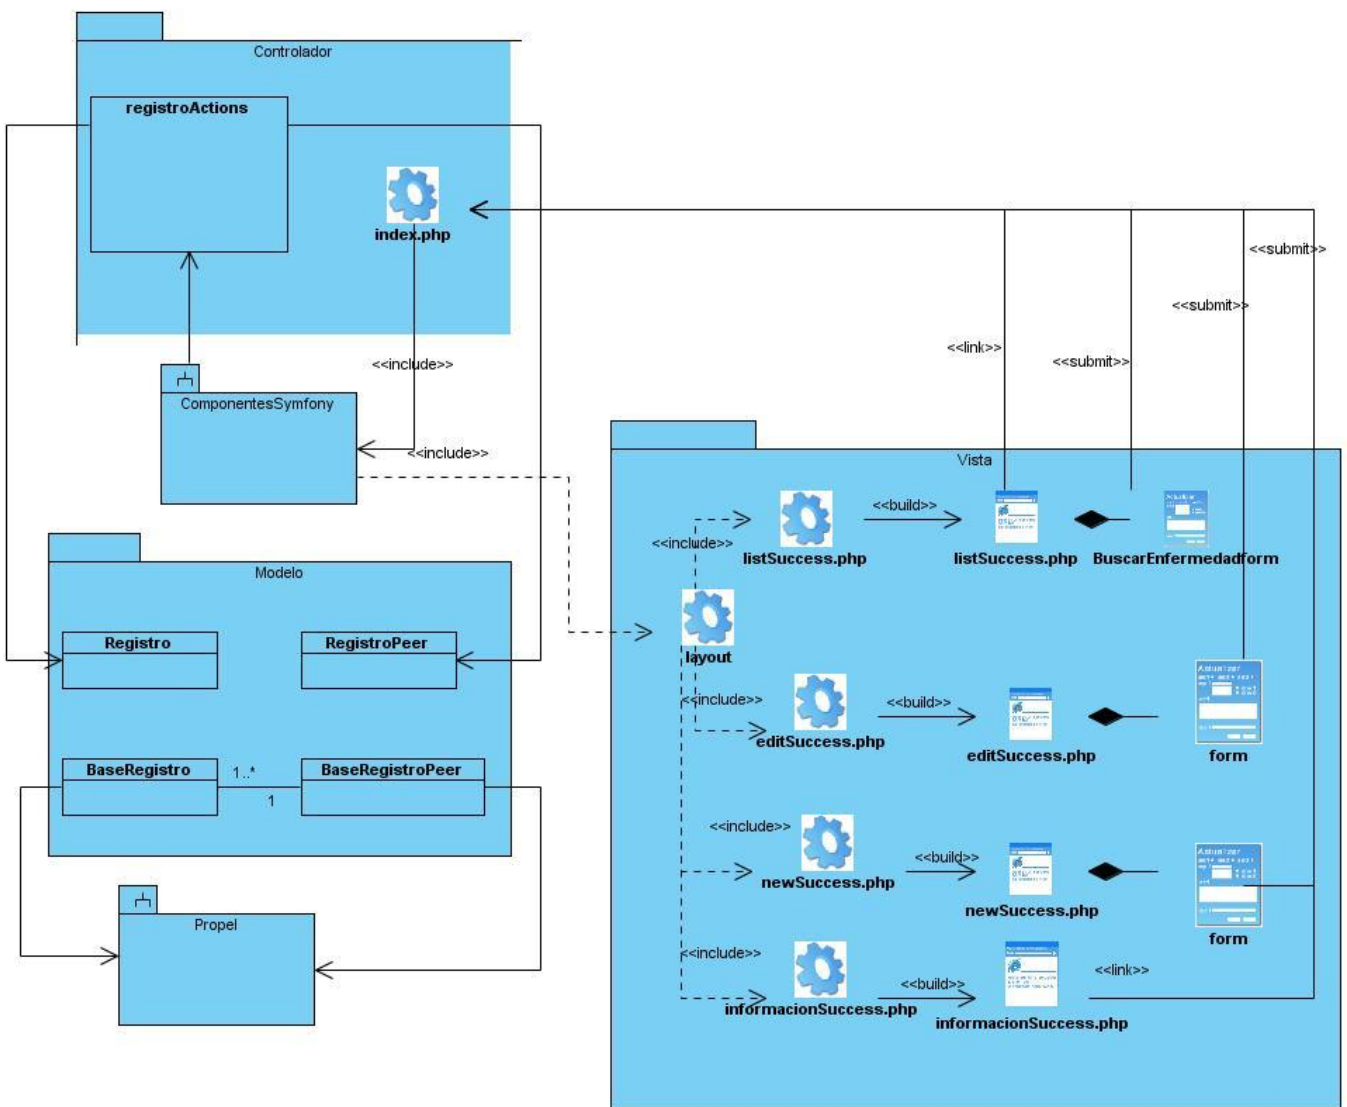 Controlador
registroActions
index.php
<<submit>>
<<submit>>
<<link>>
<<submit>>
<<include>>
ComponentesSymfony
<<include>>
Vista
<<build>>
<<include>>
listSuccess.php
listSuccess.php
BuscarEnfermedadform
Modelo
Registro
RegistroPeer
layout
<<include>>
<<build>>
editSuccess.php
editSuccess.php
form
BaseRegistro
1..*
1
BaseRegistroPeer
<<include>>
<<build>>
newSuccess.php
newSuccess.php
form
Propel
<<include>>
<<build>>
<<link>>
informacionSuccess.php
informacionSuccess.php